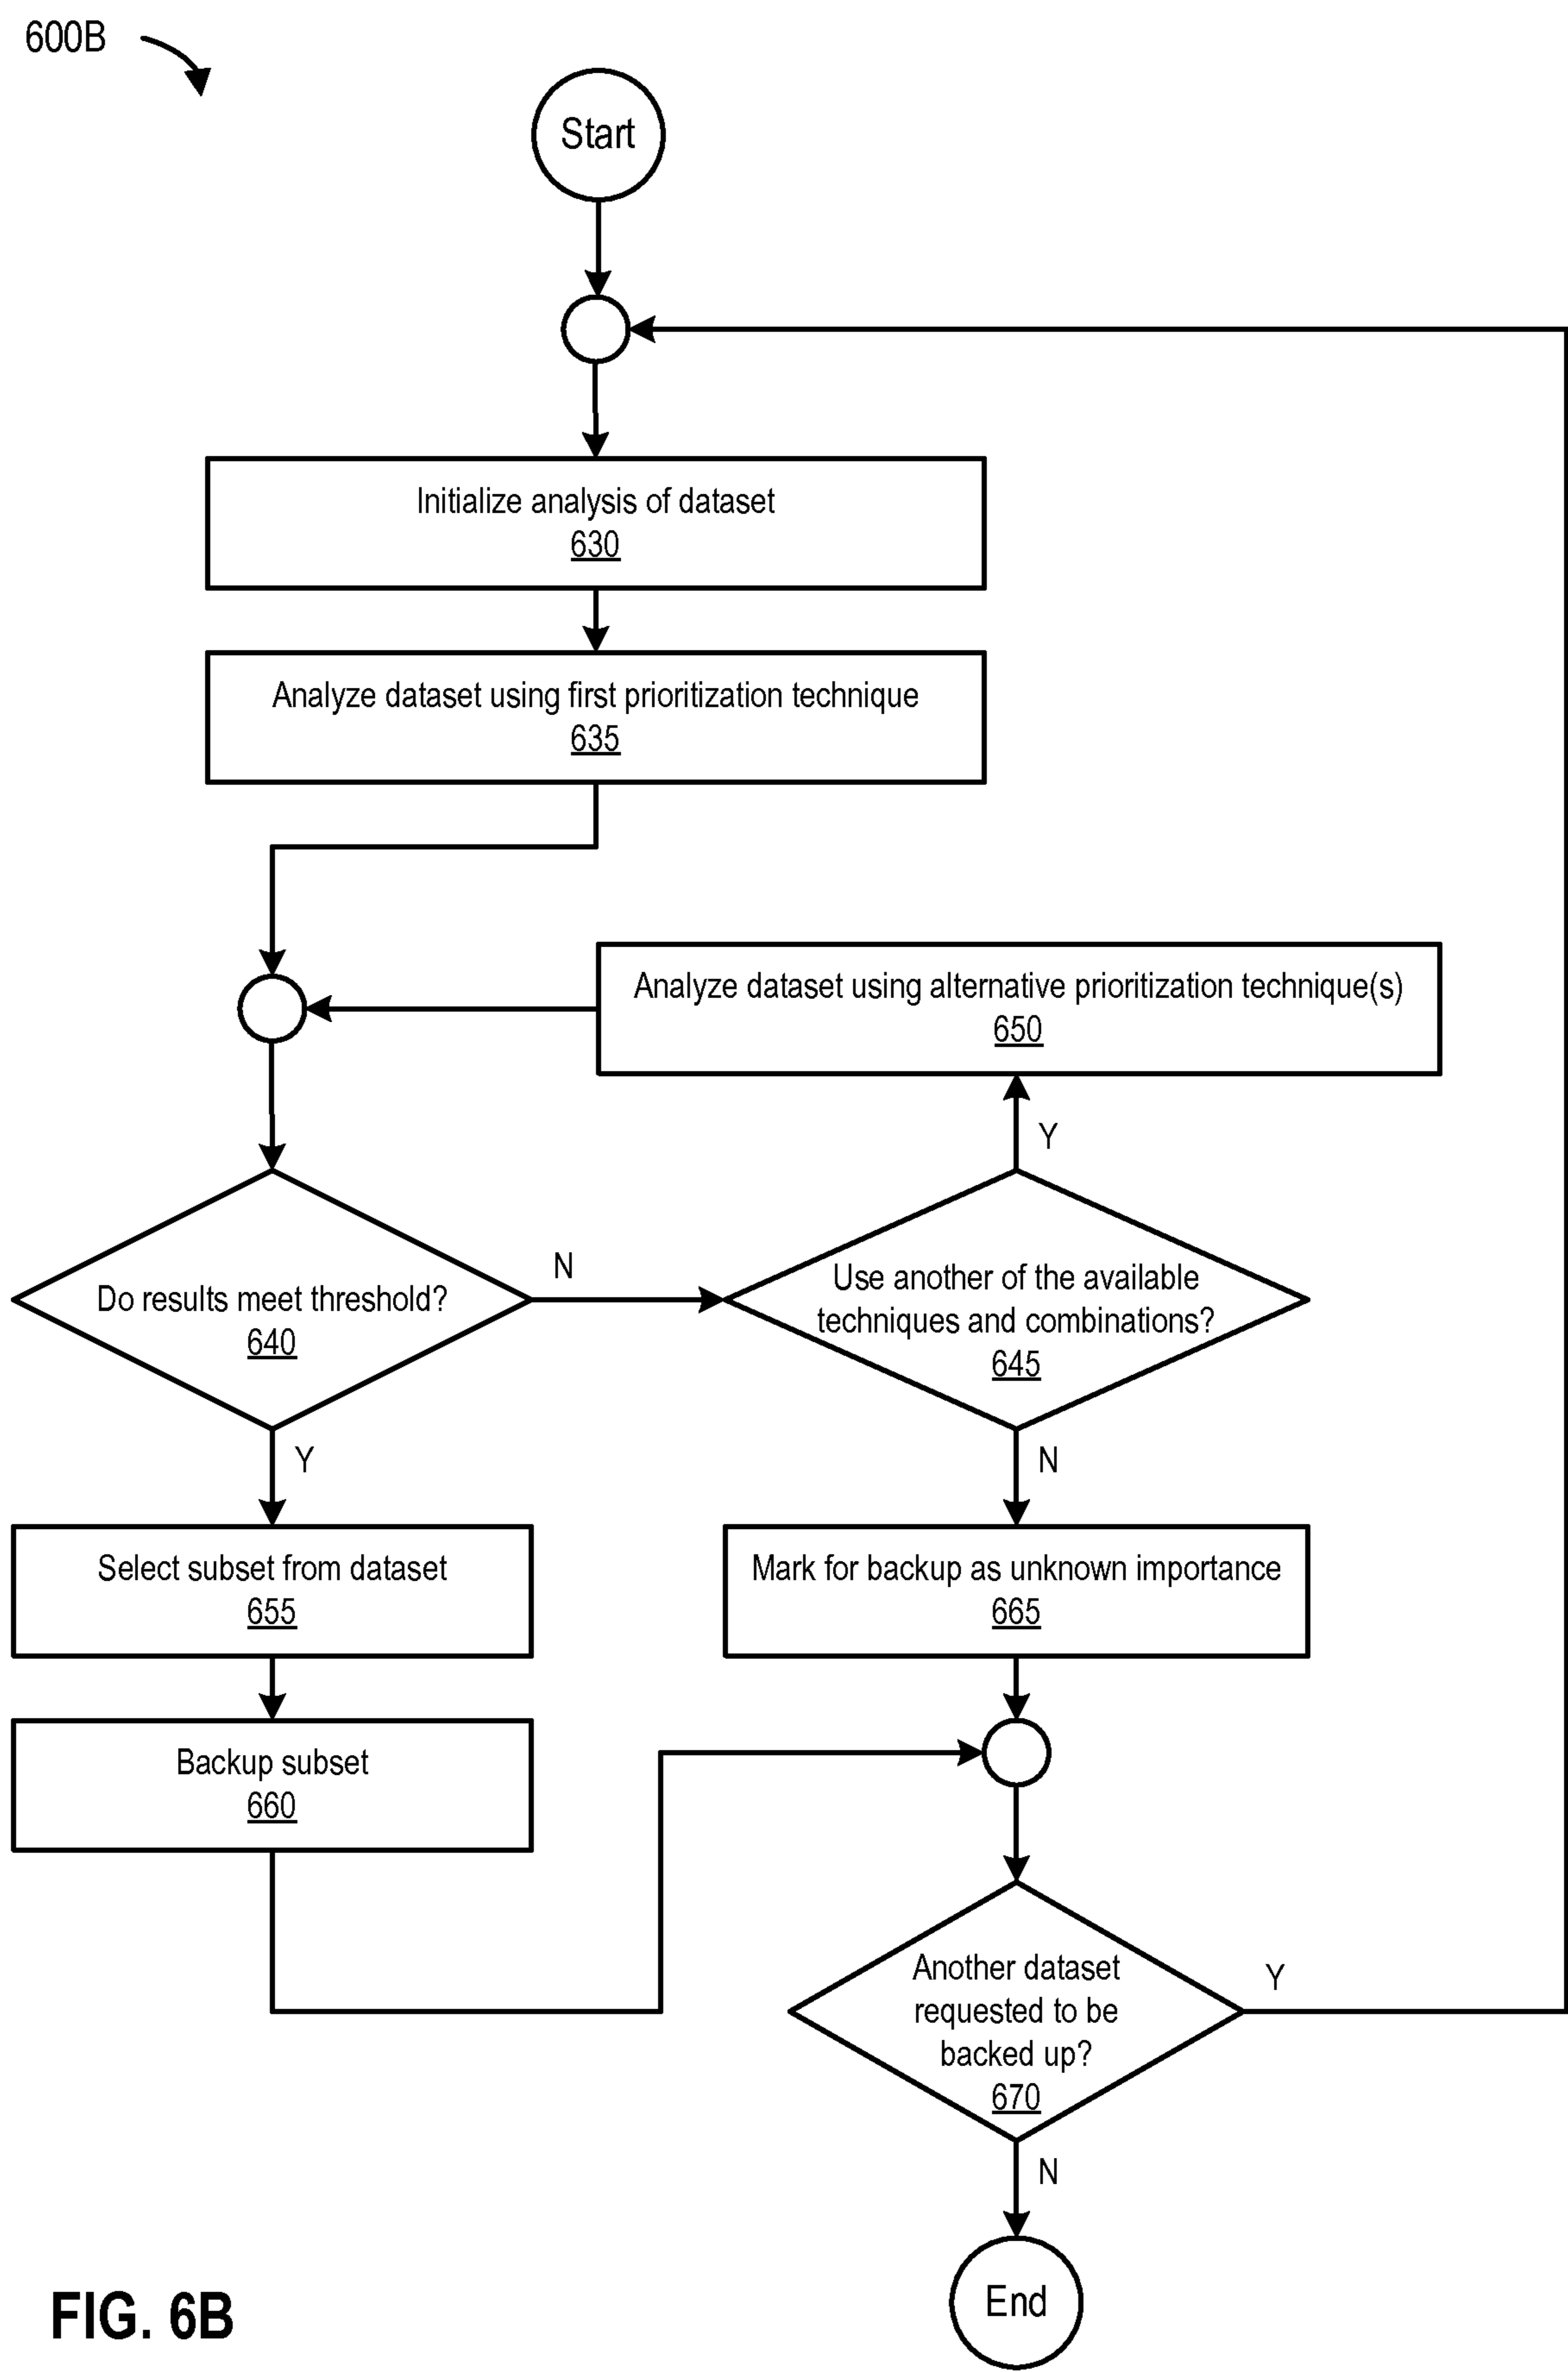 600B
Start
Initialize analysis of dataset
630
Analyze dataset using first prioritization technique
635
Analyze dataset using alternative prioritization technique(s)
650
Y
Do results meet threshold?
640
N
Use another of the available
techniques and combinations?
645
Y
N
Select subset from dataset
655
Mark for backup as unknown importance
665
Backup subset
660
Another dataset
requested to be
backed up?
670
Y
N
End
FIG. 6B